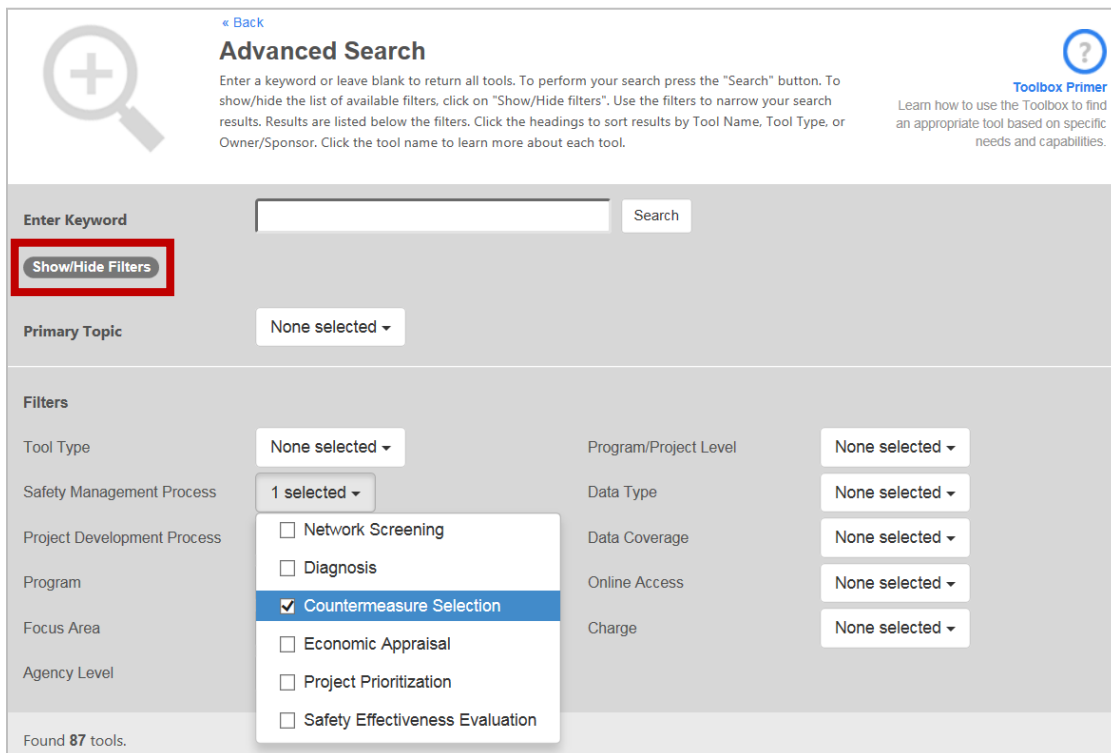 « Back
Advanced Search
Enter a keyword or leave blank to return all tools. To perform your search press the "Search" button. To
show/hide the list of available filters, click on "Show/Hide filters". Use the filters to narrow your search
results. Results are listed below the filters. Click the headings to sort results by Tool Name, Tool Type, or
Owner/Sponsor. Click the tool name to learn more about each tool.
?
Toolbox Primer
Learn how to use the Toolbox to find
an appropriate tool based on specific
needs and capabilities.
Enter Keyword
Search
Show/Hide Filters
Primary Topic
None selected
Filters
Tool Type
None selected
Program/Project Level
None selected
Safety Management Process
1 selected
Data Type
None selected
Project Development Process
Network Screening
Data Coverage
None selected
Diagnosis
Program
Online Access
None selected
Countermeasure Selection
Focus Area
Charge
None selected
Economic Appraisal
Agency Level
Project Prioritization
Safety Effectiveness Evaluation
Found 87 tools.